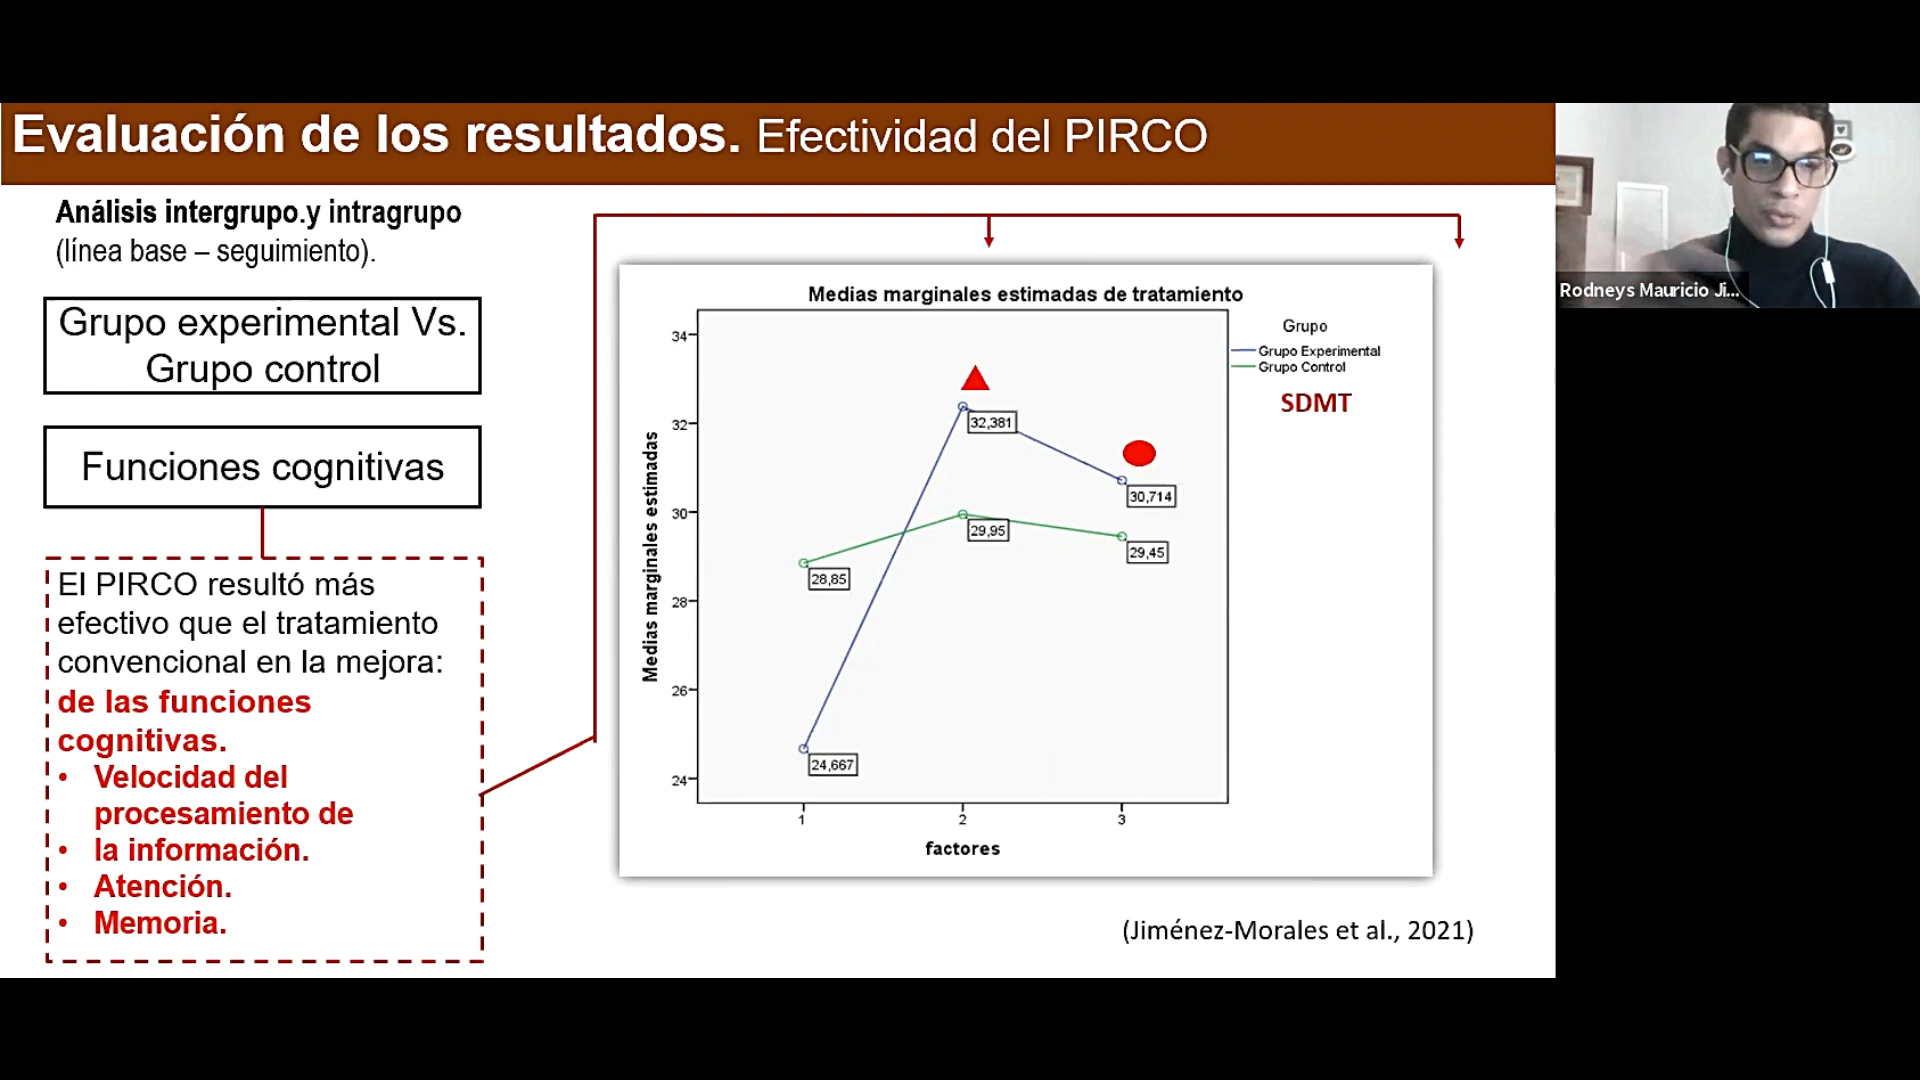 Evaluación de los resultados. Efectividad del PIRCO
Análisis intergrupo.y intragrupo
(línea base – seguimiento).
Grupo experimental Vs.
Grupo control
Funciones cognitivas
El PIRCO resultó más
efectivo que el tratamiento
convencional en la mejora:
de las funciones
cognitivas.
• Velocidad del
procesamiento de
• la información.
• Atención.
• Memoria.
Medias marginales estimadas de tratamiento
Medias marginales estimadas
34
32
30
28
26
24
32,381
30,714
29,95
29,45
28,85
24,667
1
2
3
factores
Grupo
Grupo Experimental
Grupo Control
SDMT
(Jiménez-Morales et al., 2021)
Rodneys Mauricio Ji...